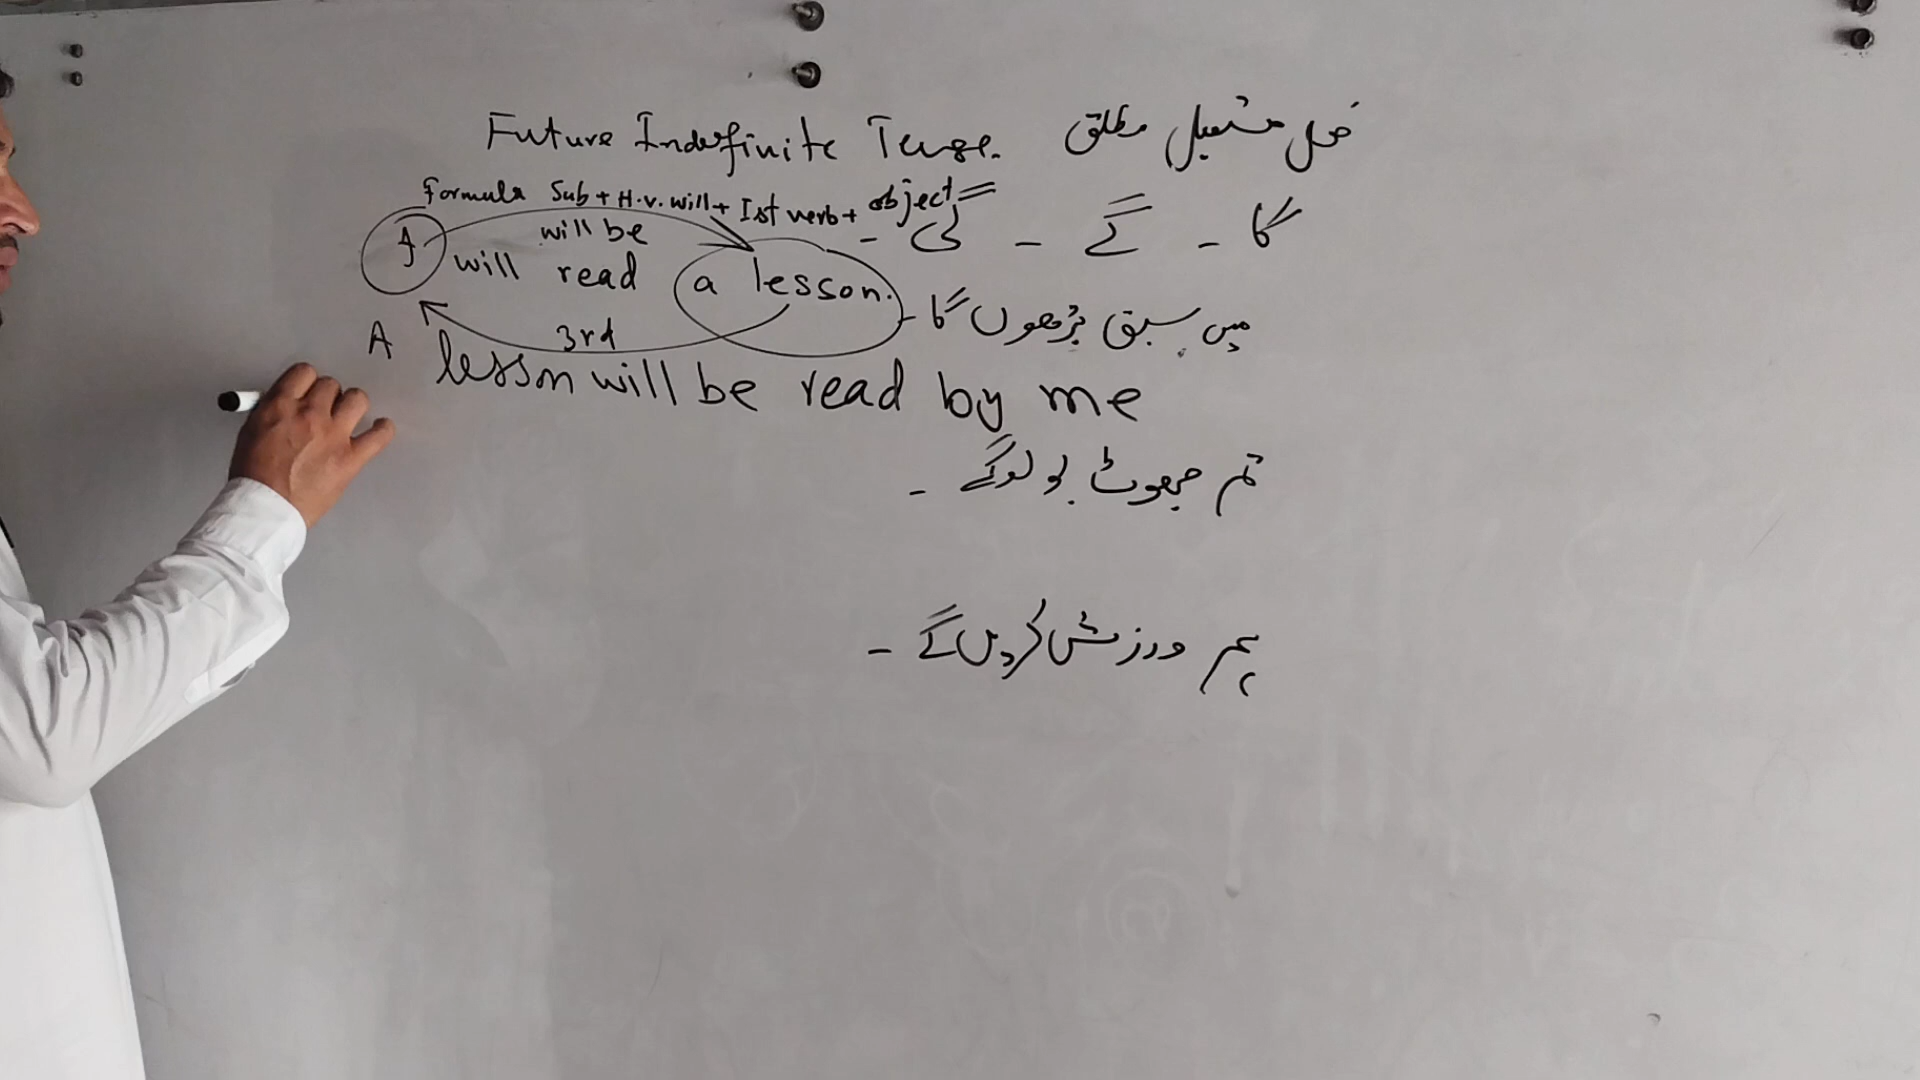 Future Indefinite Tense. فعل مستقبل مطلق
Formula Sub + H.v. will + Ist verb + object
گا - گے - گی -
will be
I will read a lesson.
میں سبق پڑھوں گا -
3rd
A lesson will be read by me
تم جھوٹ بولو گے -
ہم ورزش کریں گے -